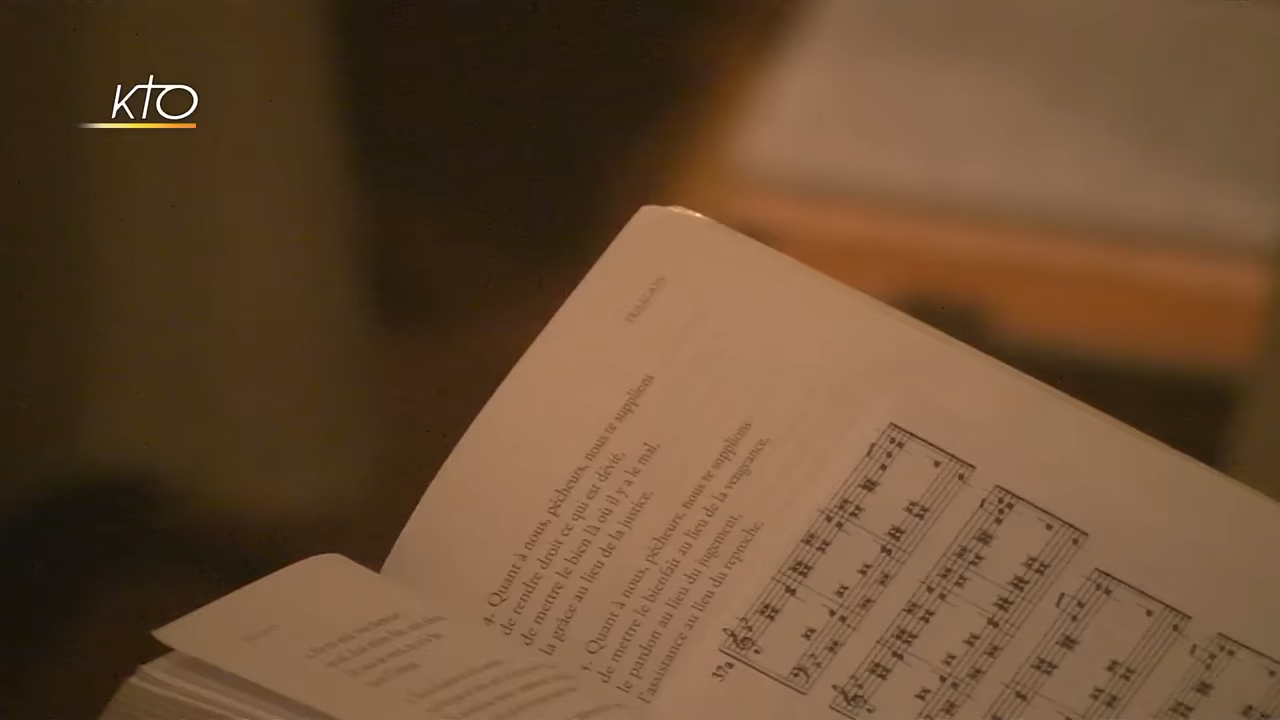 KTO
4. Quant à nous, pécheurs, nous te supplions
de rendre droit ce qui est dévié,
de mettre le bien là où il y a le mal,
la grâce au lieu de la justice.
5. Quant à nous, pécheurs, nous te supplions
de mettre le bienfait au lieu de la vengeance,
le pardon au lieu du jugement,
l'assistance au lieu du reproche.
37a